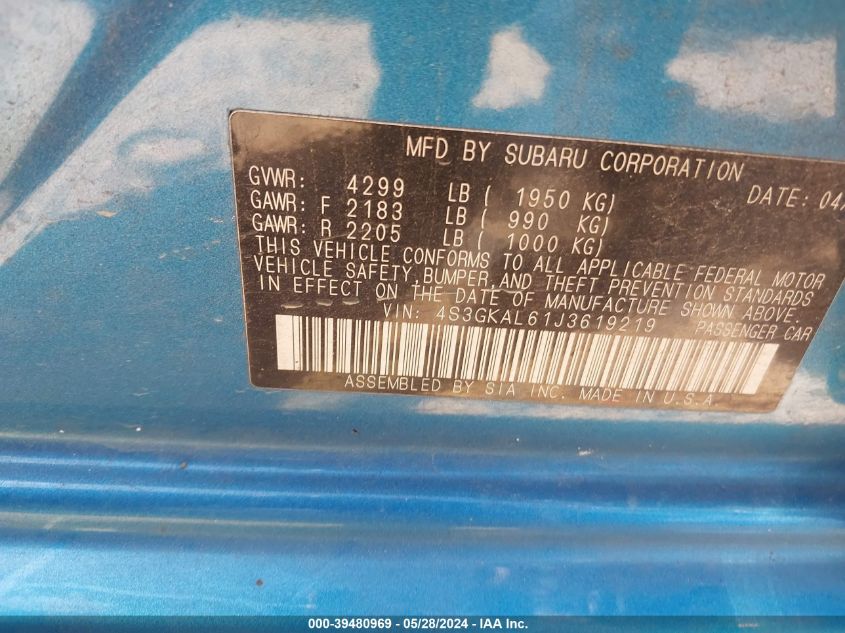 MFD BY SUBARU CORPORATION
GVWR: 4299 LB ( 1950 KG) DATE: 04/
GAWR: F 2183 LB ( 990 KG)
GAWR: R 2205 LB ( 1000 KG)
THIS VEHICLE CONFORMS TO ALL APPLICABLE FEDERAL MOTOR
VEHICLE SAFETY, BUMPER, AND THEFT PREVENTION STANDARDS
IN EFFECT ON THE DATE OF MANUFACTURE SHOWN ABOVE.
VIN: 4S3GKAL61J3619219 PASSENGER CAR
ASSEMBLED BY SIA INC. MADE IN U.S.A
000-39480969 - 05/28/2024 - IAA Inc.